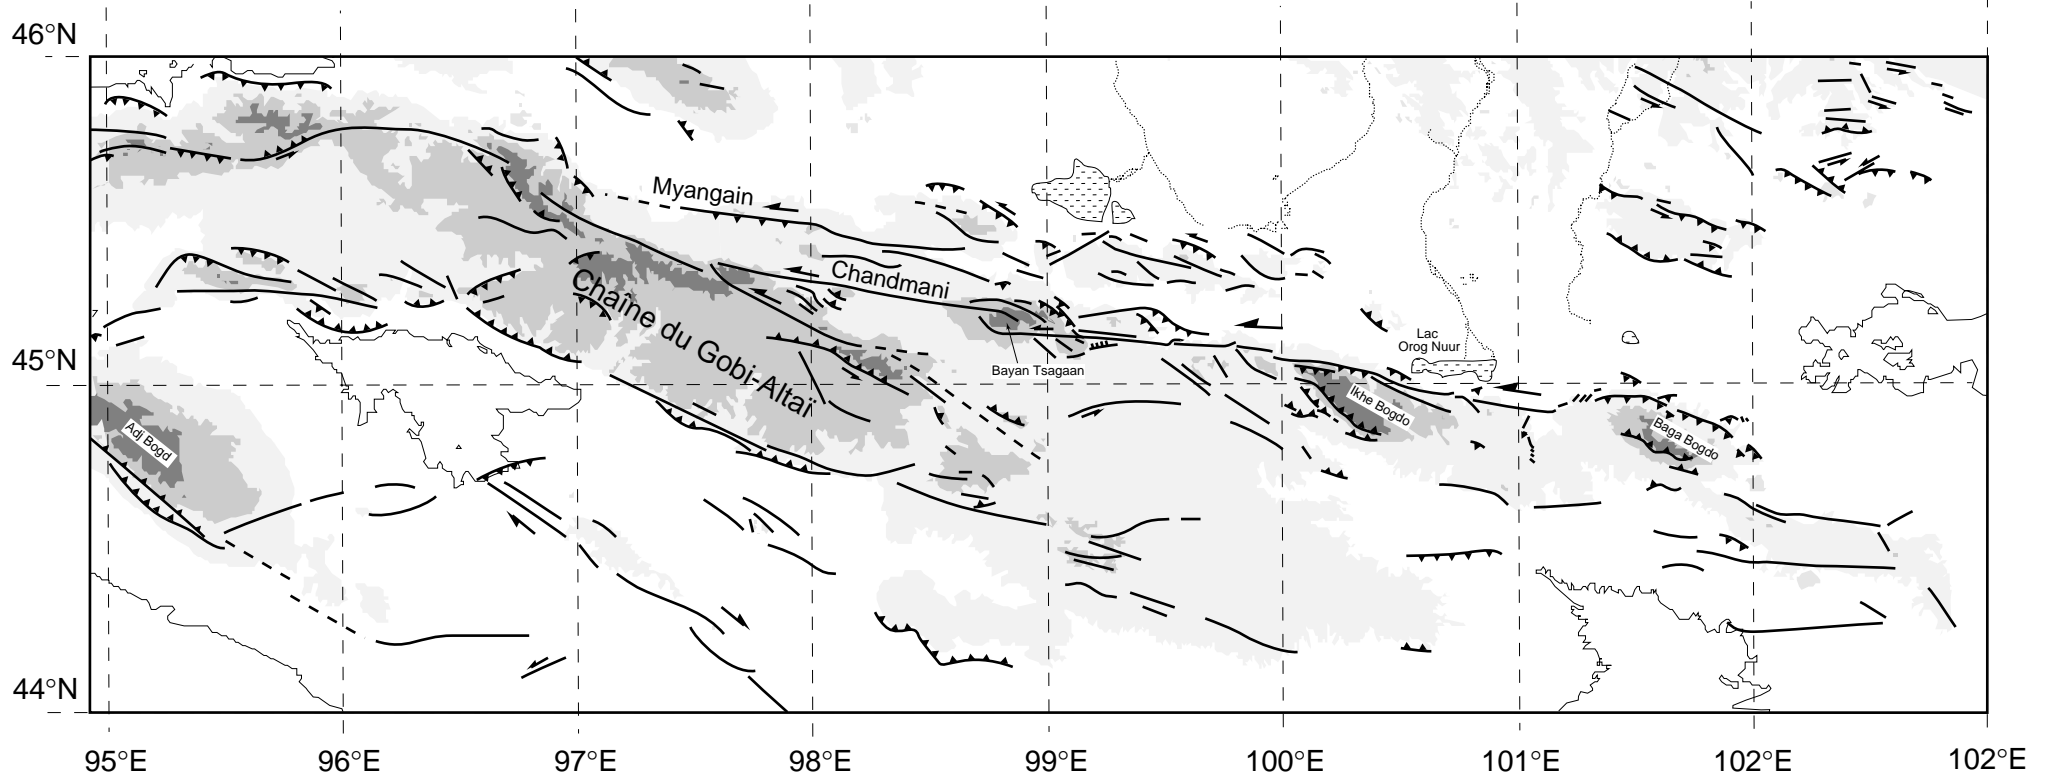 46°N
Myangain
Chandmani
Chaîne du Gobi-Altaï
Lac
Orog Nuur
45°N
Bayan Tsagaan
Ikhe Bogdo
Baga Bogdo
Adj Bogd
44°N
95°E 96°E 97°E 98°E 99°E 100°E 101°E 102°E 102°E